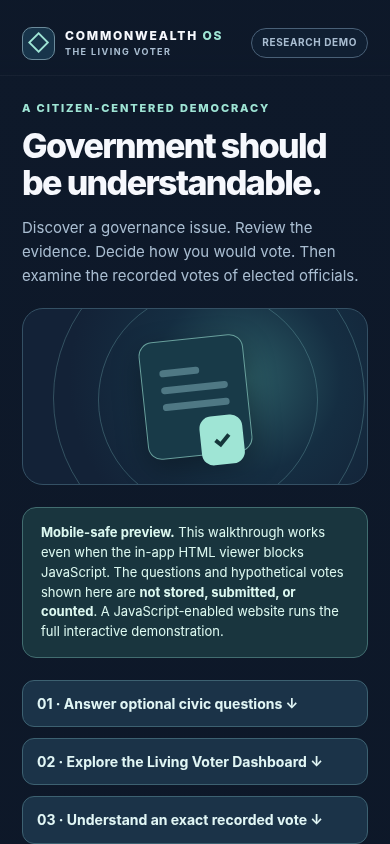 COMMONWEALTH OS
THE LIVING VOTER
RESEARCH DEMO
A CITIZEN-CENTERED DEMOCRACY
Government should
be understandable.
Discover a governance issue. Review the
evidence. Decide how you would vote. Then
examine the recorded votes of elected officials.
Mobile-safe preview. This walkthrough works
even when the in-app HTML viewer blocks
JavaScript. The questions and hypothetical votes
shown here are not stored, submitted, or
counted. A JavaScript-enabled website runs the
full interactive demonstration.
01 · Answer optional civic questions ↓
02 · Explore the Living Voter Dashboard ↓
03 · Understand an exact recorded vote ↓